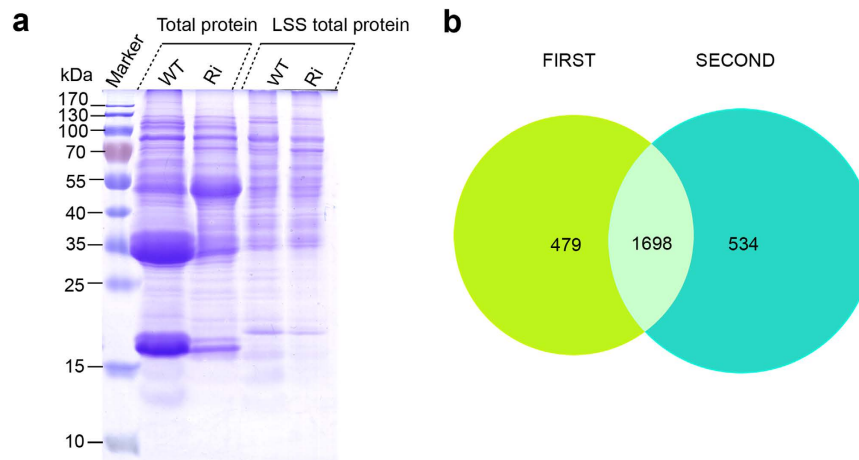 a
Total protein LSS total protein
Marker WT Ri WT Ri
kDa
170
130
100
70
55
40
35
25
15
10
b
FIRST SECOND
479 1698 534